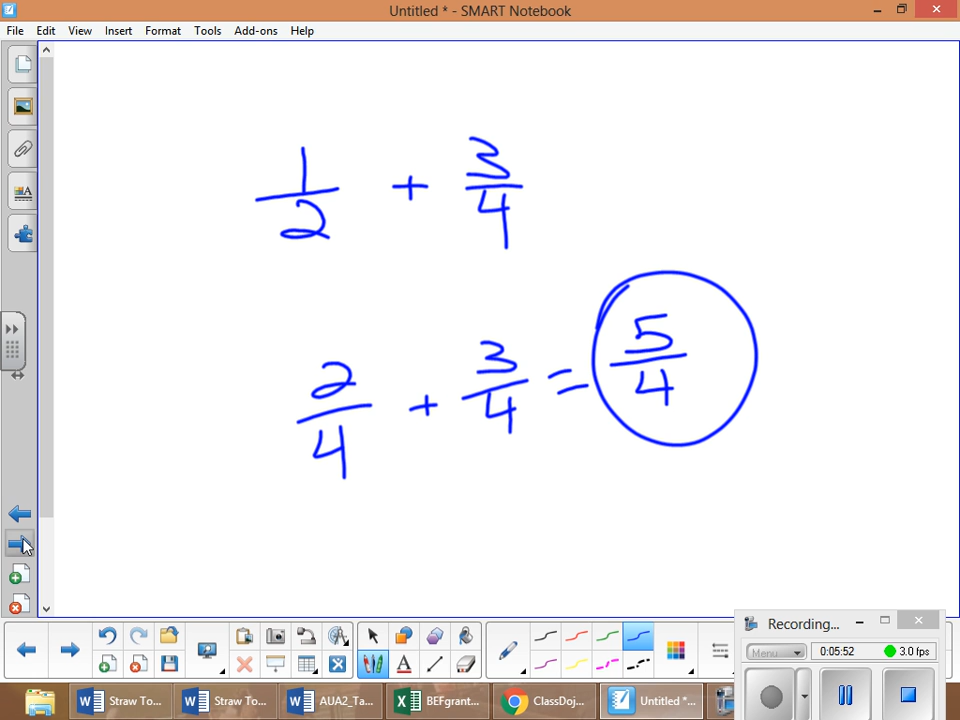 Untitled * - SMART Notebook
File Edit View Insert Format Tools Add-ons Help
1/2 + 3/4
2/4 + 3/4 = 5/4
Recording...
Menu 0:05:52 3.0 fps
Straw To... Straw To... AUA2_Ta... BEFgrant... ClassDoj... Untitled *...